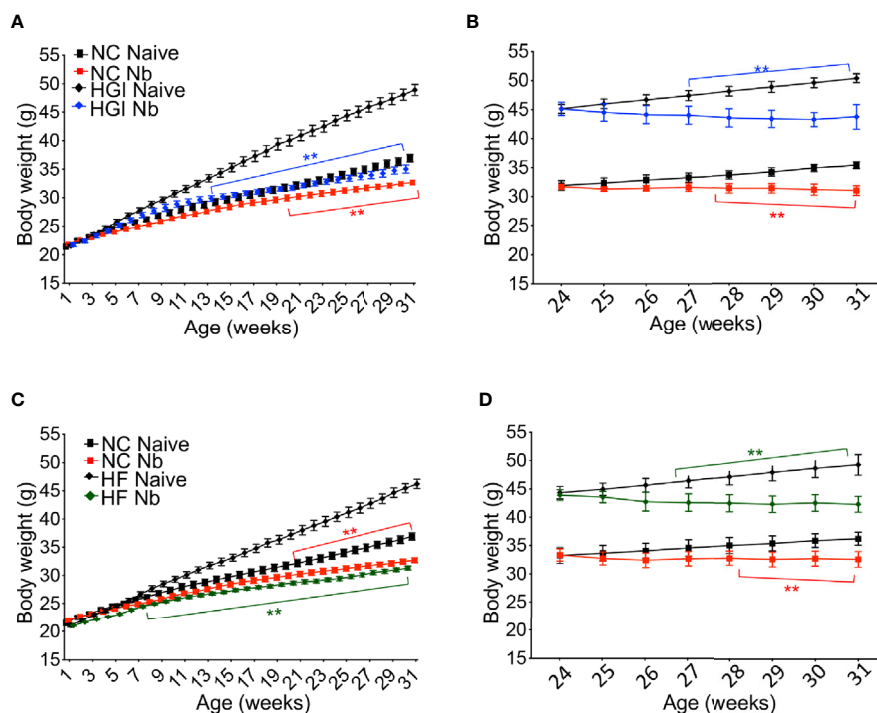 A
NC Naive
NC Nb
HGI Naive
HGI Nb
**
**
Body weight (g)
55
50
45
40
35
30
25
20
15
1 3 5 7 9 11 13 15 17 19 21 23 25 27 29 31
Age (weeks)
B
**
**
Body weight (g)
55
50
45
40
35
30
25
20
15
24 25 26 27 28 29 30 31
Age (weeks)
C
NC Naive
NC Nb
HF Naive
HF Nb
**
**
Body weight (g)
55
50
45
40
35
30
25
20
15
1 3 5 7 9 11 13 15 17 19 21 23 25 27 29 31
Age (weeks)
D
**
**
Body weight (g)
55
50
45
40
35
30
25
20
15
24 25 26 27 28 29 30 31
Age (weeks)